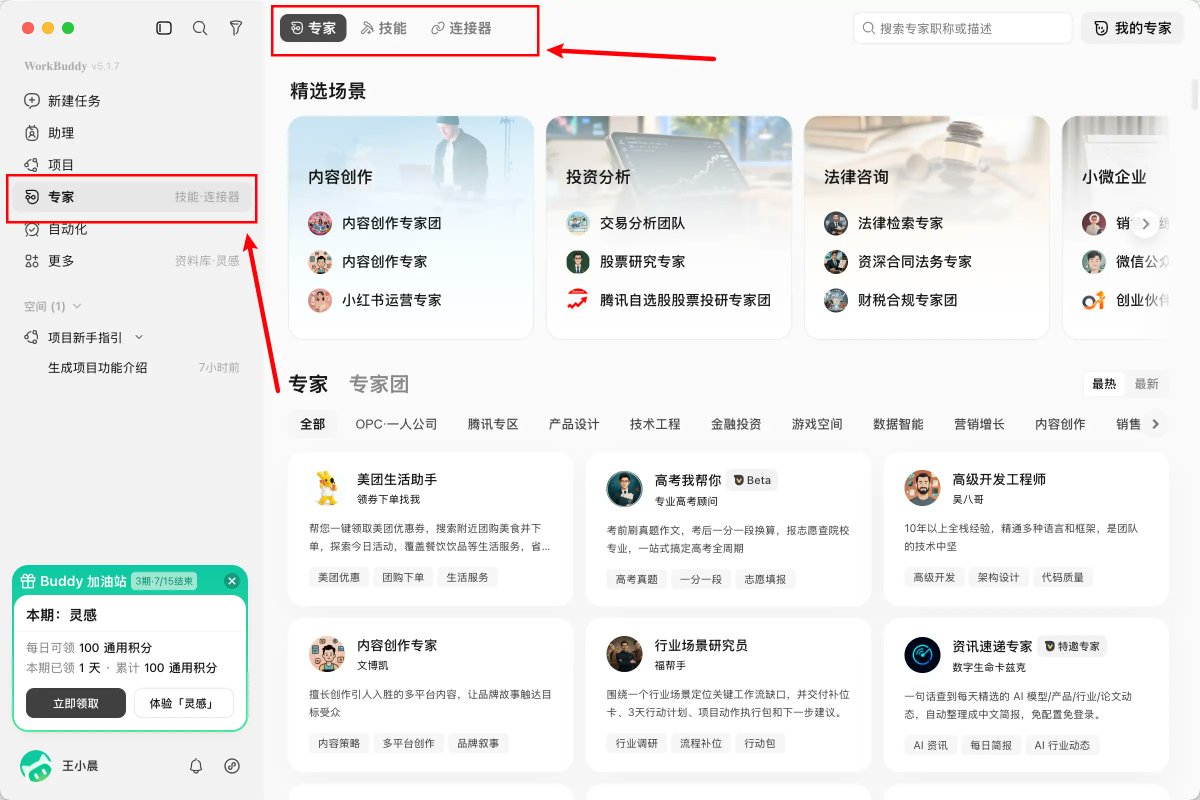 WorkBuddy v5.1.7
新建任务
助理
项目
专家 技能·连接器
自动化
更多 资料库·灵感
空间 (1)
项目新手指引
生成项目功能介绍 7小时前
Buddy 加油站 3期·7/15结束
本期：灵感
每日可领 100 通用积分
本期已领 1 天 · 累计 100 通用积分
立即领取 体验「灵感」
王小晨
专家 技能 连接器
搜索专家职称或描述
我的专家
精选场景
内容创作
内容创作专家团
内容创作专家
小红书运营专家
投资分析
交易分析团队
股票研究专家
腾讯自选股股票投研专家团
法律咨询
法律检索专家
资深合同法务专家
财税合规专家团
小微企业
销
微信公众
创业伙伴
专家 专家团
最热 最新
全部 OPC·一人公司 腾讯专区 产品设计 技术工程 金融投资 游戏空间 数据智能 营销增长 内容创作 销售
美团生活助手
领券下单找我
帮您一键领取美团优惠券，搜索附近团购美食并下
单，探索今日活动，覆盖餐饮饮品等生活服务，省...
美团优惠 团购下单 生活服务
高考我帮你 Beta
专业高考顾问
考前刷真题作文，考后一分一段换算，报志愿查院校
专业，一站式搞定高考全周期
高考真题 一分一段 志愿填报
高级开发工程师
吴八哥
10年以上全栈经验，精通多种语言和框架，是团队
的技术中坚
高级开发 架构设计 代码质量
内容创作专家
文博凯
擅长创作引人入胜的多平台内容，让品牌故事触达目
标受众
内容策略 多平台创作 品牌叙事
行业场景研究员
福帮手
围绕一个行业场景定位关键工作流缺口，并交付补位
卡、3天行动计划、项目动作执行包和下一步建议。
行业调研 流程补位 行动包
资讯速递专家 特邀专家
数字生命卡兹克
一句话查到每天精选的 AI 模型/产品/行业/论文动
态，自动整理成中文简报，免配置免登录。
AI 资讯 每日简报 AI 行业动态